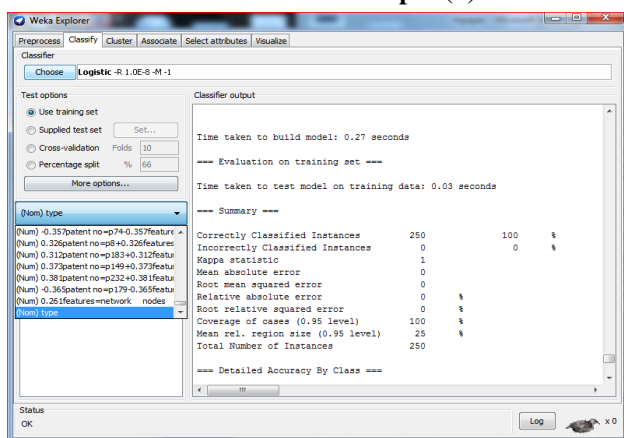 Weka Explorer
Preprocess Classify Cluster Associate Select attributes Visualize
Classifier
Choose Logistic -R 1.0E-8 -M -1
Test options
Use training set
Supplied test set Set...
Cross-validation Folds 10
Percentage split % 66
More options...
(Nom) type
(Num) -0.357patent no=p74-0.357feature
(Num) 0.326patent no=p8+0.326features
(Num) 0.312patent no=p183+0.312featu
(Num) 0.373patent no=p149+0.373featu
(Num) 0.381patent no=p232+0.381featu
(Num) -0.365patent no=p179-0.365featu
(Num) 0.261features=network nodes
(Nom) type
Classifier output
Time taken to build model: 0.27 seconds
=== Evaluation on training set ===
Time taken to test model on training data: 0.03 seconds
=== Summary ===
Correctly Classified Instances 250 100 %
Incorrectly Classified Instances 0 0 %
Kappa statistic 1
Mean absolute error 0
Root mean squared error 0
Relative absolute error 0 %
Root relative squared error 0 %
Coverage of cases (0.95 level) 100 %
Mean rel. region size (0.95 level) 25 %
Total Number of Instances 250
=== Detailed Accuracy By Class ===
Status
OK
Log
x 0